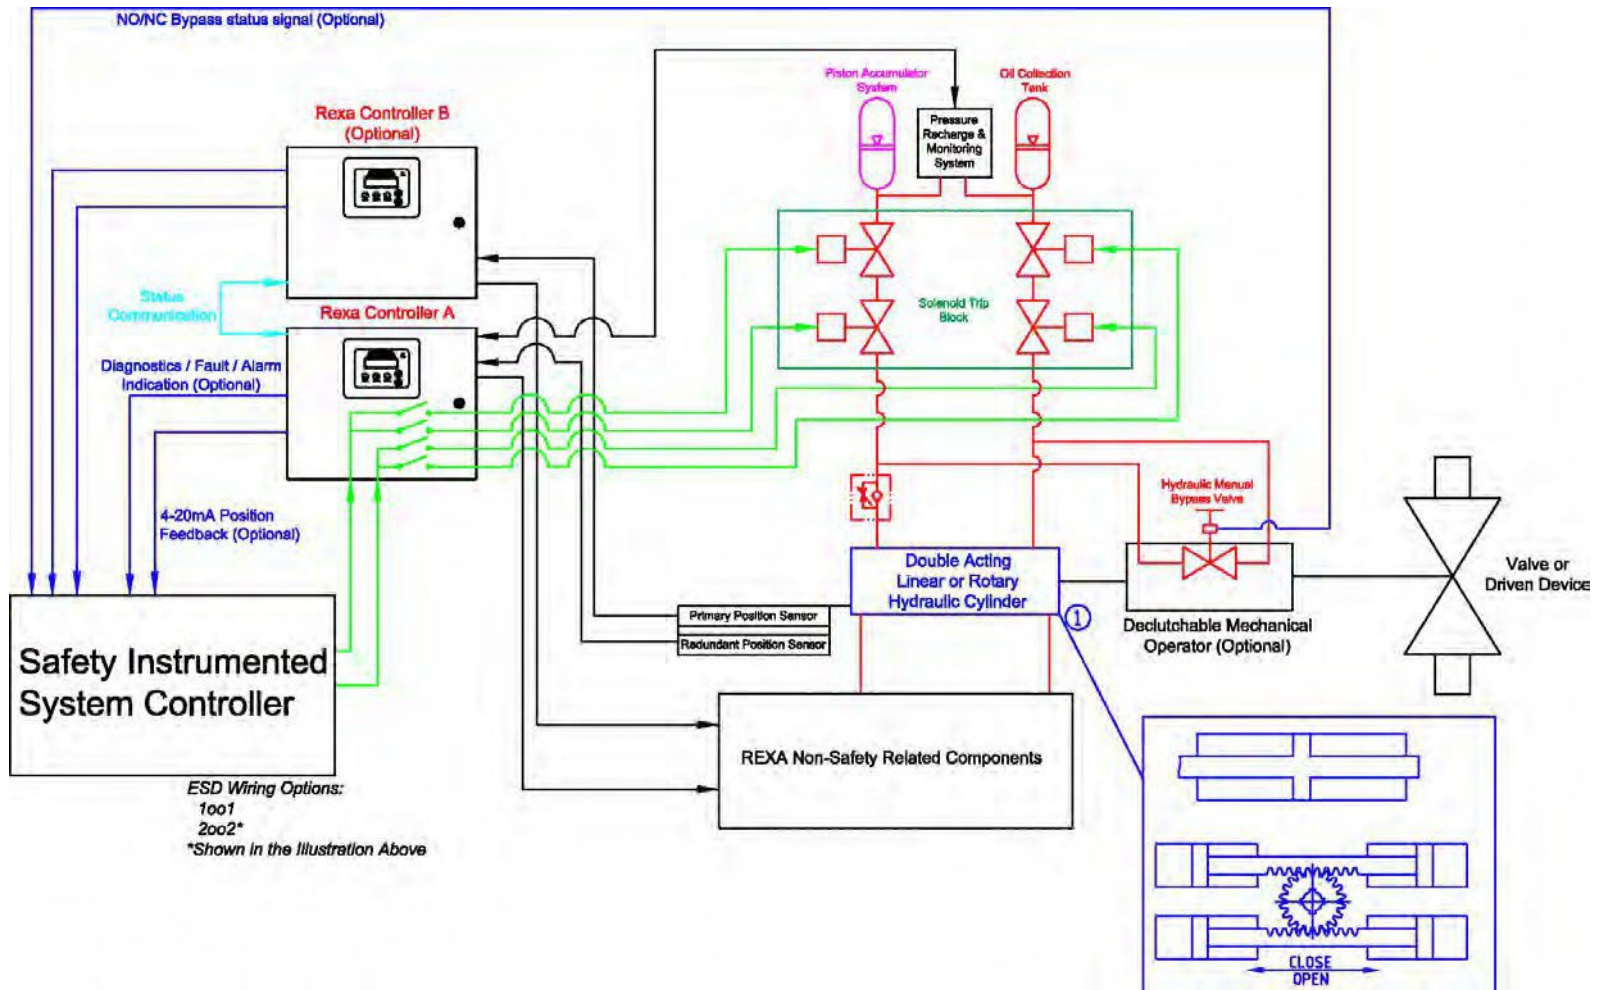 NO/NC Bypass status signal (Optional)
Piston Accumulator
System
Oil Collection
Tank
Rexa Controller B
(Optional)
Pressure
Recharge &
Monitoring
System
Status
Communication
Rexa Controller A
Solenoid Trip
Block
Diagnostics / Fault / Alarm
Indication (Optional)
4-20mA Position
Feedback (Optional)
Hydraulic Manual
Bypass Valve
Double Acting
Linear or Rotary
Hydraulic Cylinder
Valve or
Driven Device
Primary Position Sensor
Redundant Position Sensor
1
Declutchable Mechanical
Operator (Optional)
Safety Instrumented
System Controller
REXA Non-Safety Related Components
ESD Wiring Options:
1oo1
2oo2*
*Shown in the Illustration Above
CLOSE
OPEN